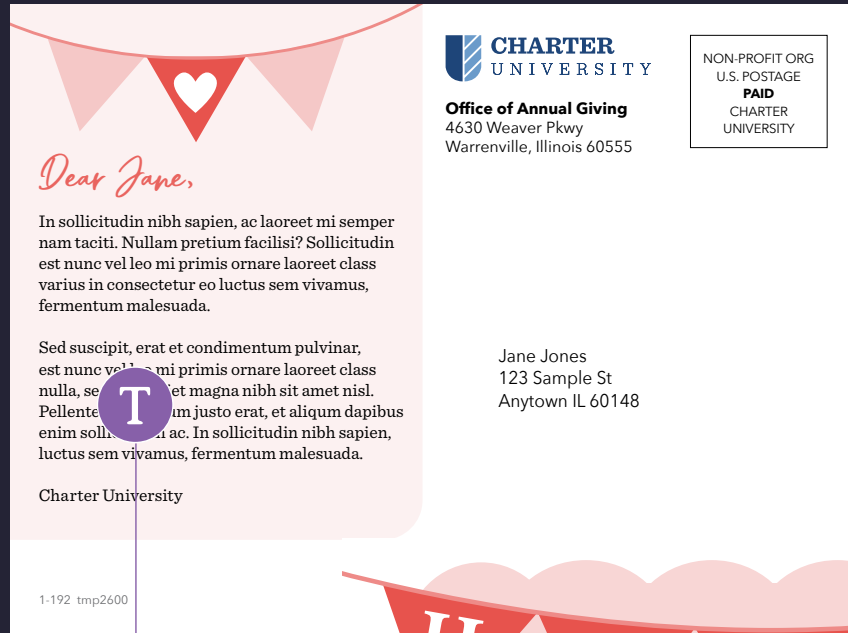 Dear Jane,
In sollicitudin nibh sapien, ac laoreet mi semper
nam taciti. Nullam pretium facilisi? Sollicitudin
est nunc vel leo mi primis ornare laoreet class
varius in consectetur eo luctus sem vivamus,
fermentum malesuada.
Sed suscipit, erat et condimentum pulvinar,
est nunc mi primis ornare laoreet class
nulla, magna nibh sit amet nisl.
justo erat, et aliqum dapibus
enim ac. In sollicitudin nibh sapien,
luctus sem vivamus, fermentum malesuada.
T
Charter University
1-192 tmp2600
CHARTER
UNIVERSITY
Office of Annual Giving
4630 Weaver Pkwy
Warrenville, Illinois 60555
NON-PROFIT ORG
U.S. POSTAGE
PAID
CHARTER
UNIVERSITY
Jane Jones
123 Sample St
Anytown IL 60148